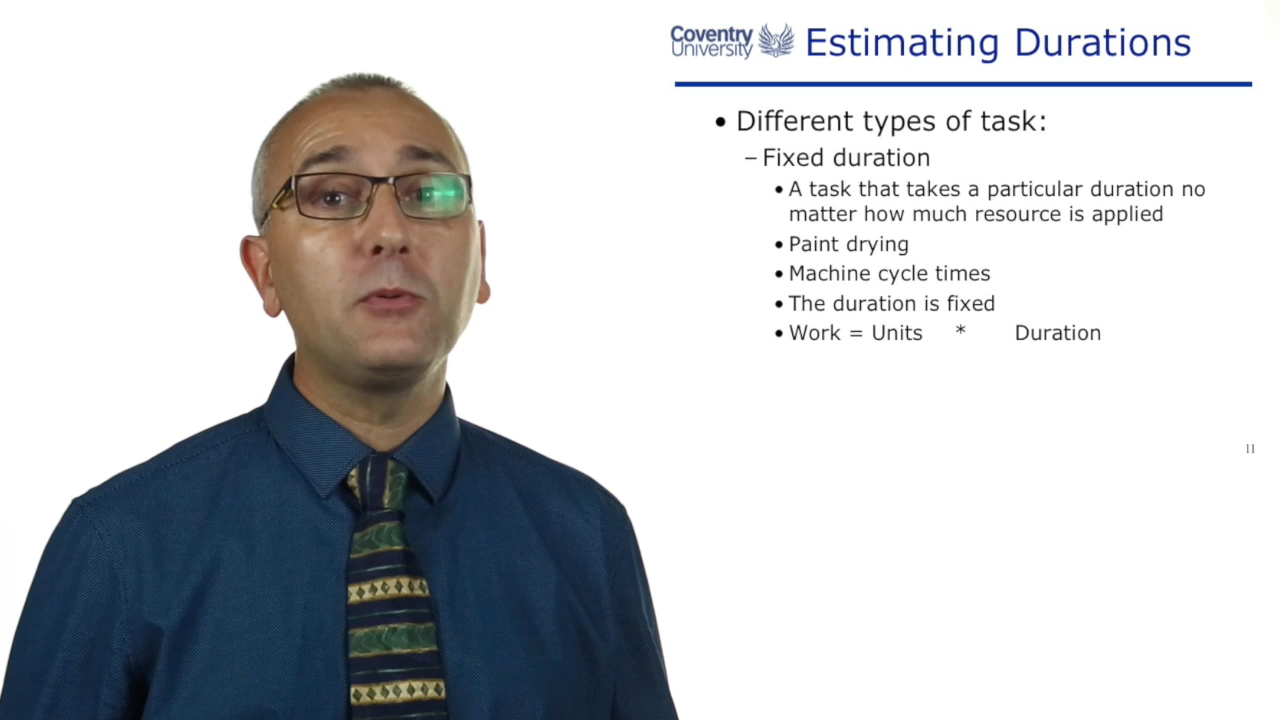 Coventry
University
Estimating Durations
• Different types of task:
– Fixed duration
• A task that takes a particular duration no
matter how much resource is applied
• Paint drying
• Machine cycle times
• The duration is fixed
• Work = Units * Duration
11